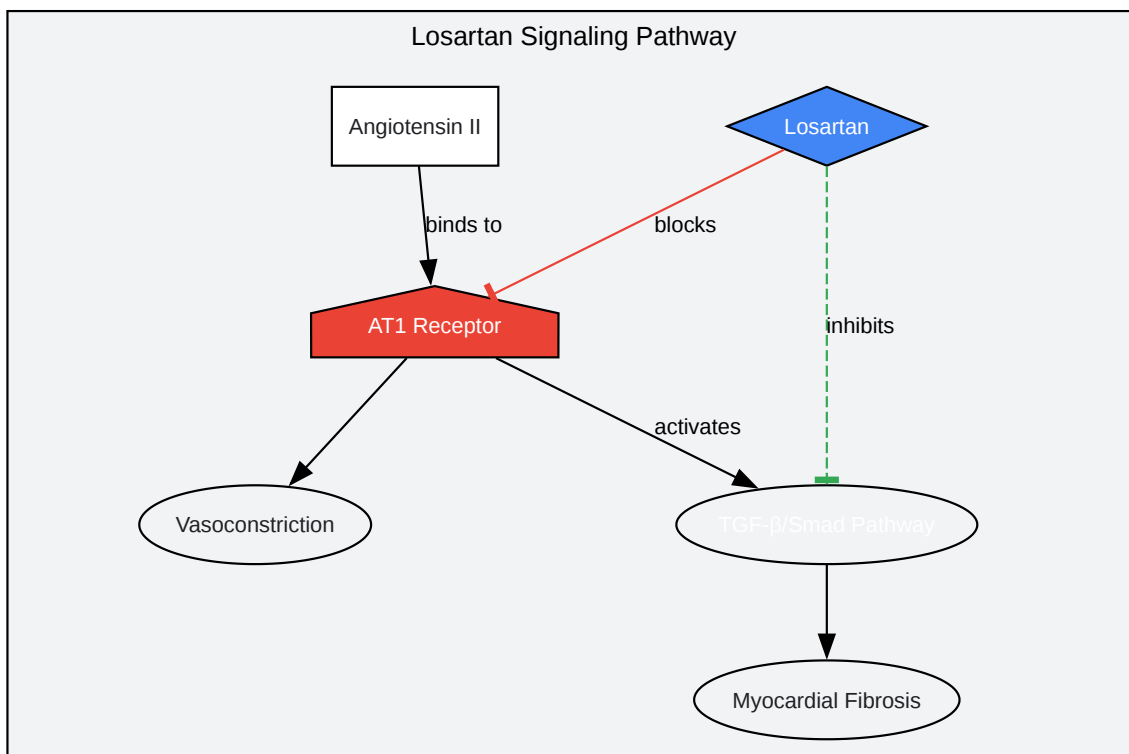 Losartan Signaling Pathway
Angiotensin II
Losartan
binds to
blocks
AT1 Receptor
inhibits
activates
Vasoconstriction
TGF-β/Smad Pathway
Myocardial Fibrosis